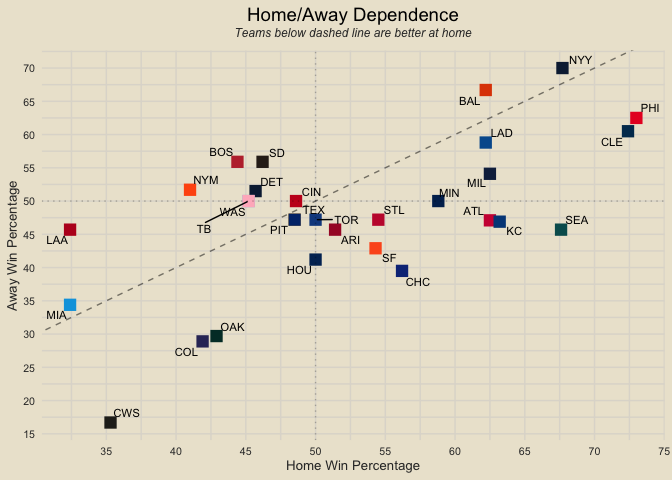 Home/Away Dependence
Teams below dashed line are better at home
NYY
BAL
PHI
LAD
CLE
BOS
SD
NYM
DET
MIL
CIN
MIN
WAS
TEX
STL
ATL
TB
PIT
TOR
KC
SEA
LAA
ARI
SF
HOU
CHC
MIA
OAK
COL
CWS
70
65
60
55
50
45
40
35
30
25
20
15
Away Win Percentage
35
40
45
50
55
60
65
70
75
Home Win Percentage